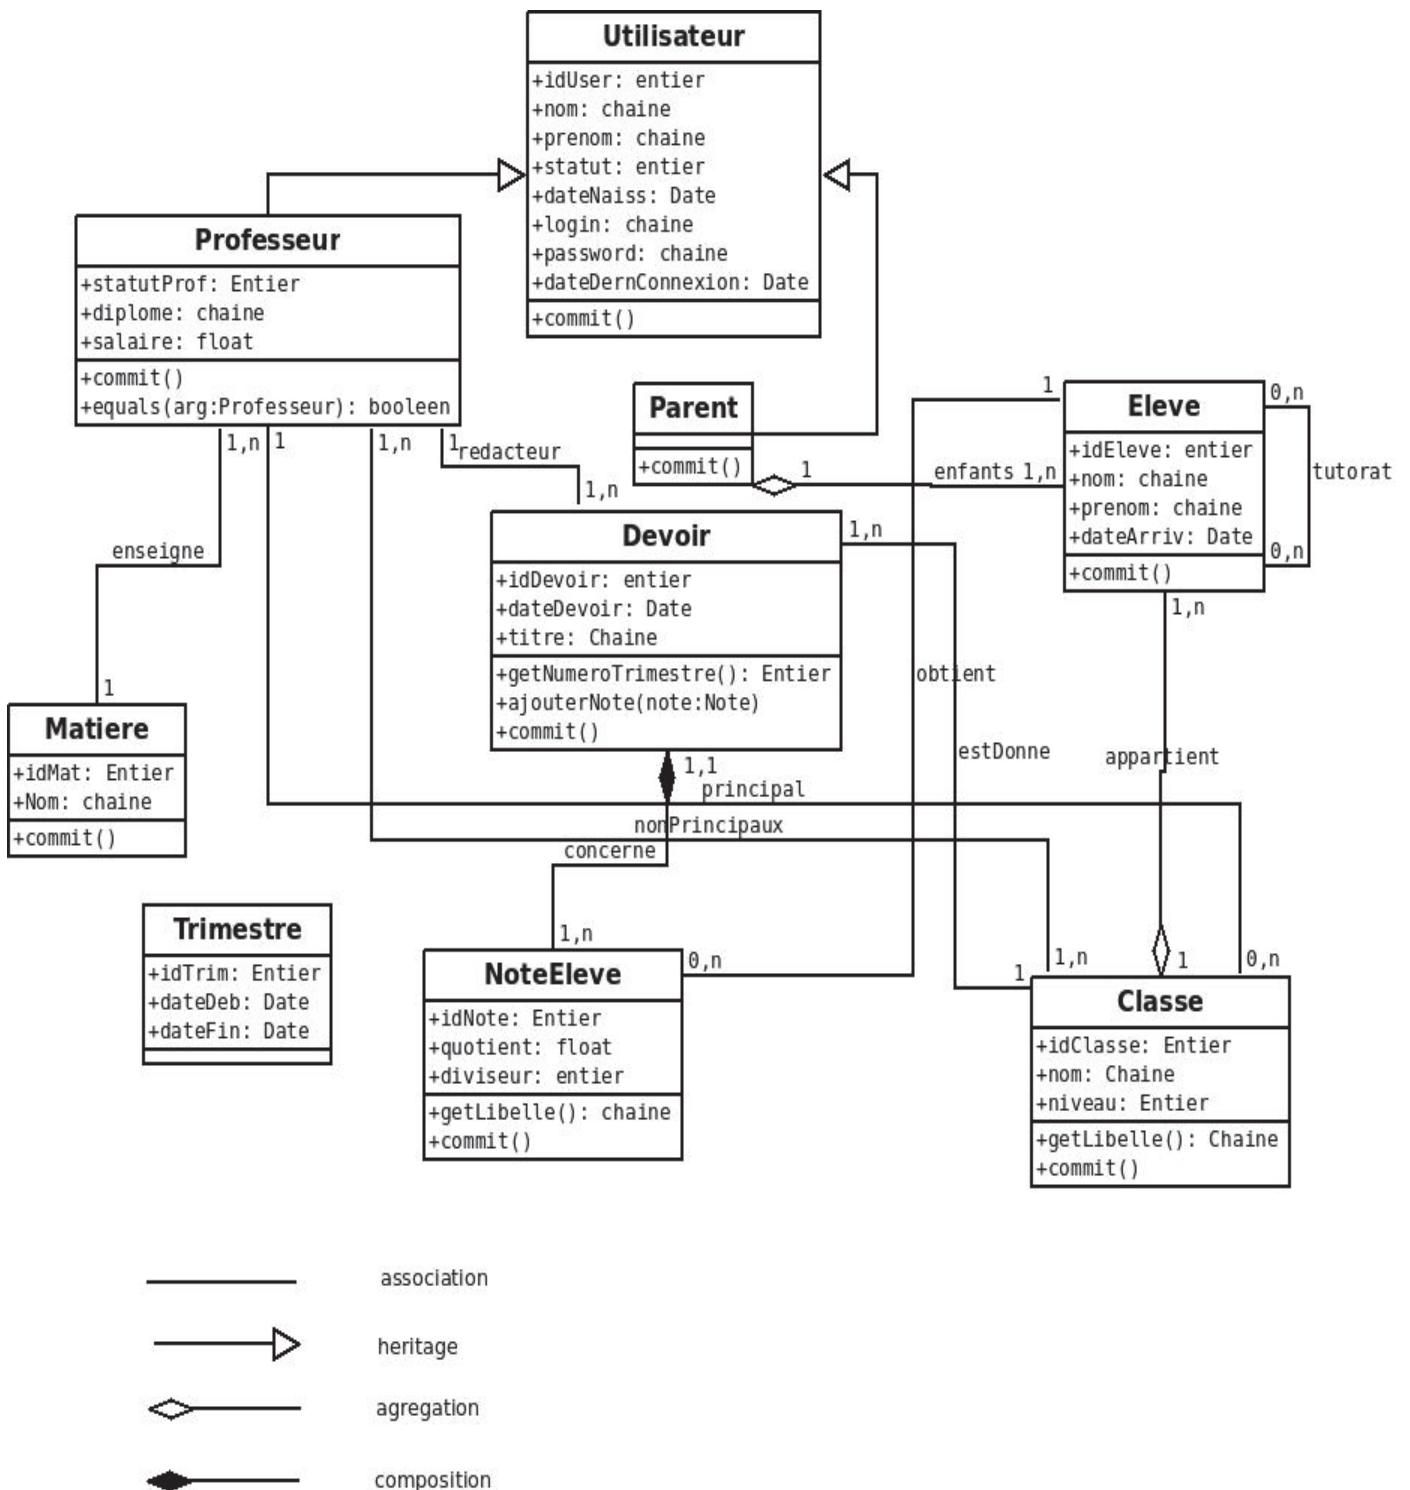 Utilisateur
+idUser: entier
+nom: chaine
+prenom: chaine
+statut: entier
+dateNaiss: Date
+login: chaine
+password: chaine
+dateDernConnexion: Date
+commit()
Professeur
+statutProf: Entier
+diplome: chaine
+salaire: float
+commit()
+equals(arg:Professeur): booleen
1,n
1
1,n
1
redacteur
1,n
Parent
+commit()
1
enfants 1,n
1
Eleve
+idEleve: entier
+nom: chaine
+prenom: chaine
+dateArriv: Date
+commit()
0,n
tutorat
0,n
1,n
enseigne
1
Devoir
+idDevoir: entier
+dateDevoir: Date
+titre: Chaine
+getNumeroTrimestre(): Entier
+ajouterNote(note:Note)
+commit()
1,n
obtient
estDonne
appartient
Matiere
+idMat: Entier
+Nom: chaine
+commit()
1,1
principal
nonPrincipaux
concerne
1,n
0,n
1
1,n
1
0,n
Trimestre
+idTrim: Entier
+dateDeb: Date
+dateFin: Date
NoteEleve
+idNote: Entier
+quotient: float
+diviseur: entier
+getLibelle(): chaine
+commit()
Classe
+idClasse: Entier
+nom: Chaine
+niveau: Entier
+getLibelle(): Chaine
+commit()
association
heritage
agregation
composition